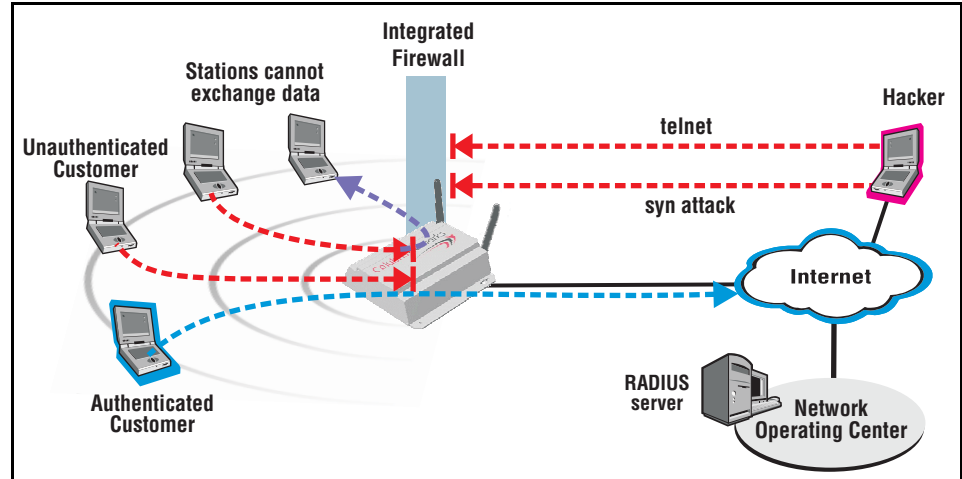 Integrated
Firewall
Stations cannot
exchange data
Hacker
telnet
Unauthenticated
Customer
syn attack
Internet
RADIUS
server
Network
Operating Center
Authenticated
Customer